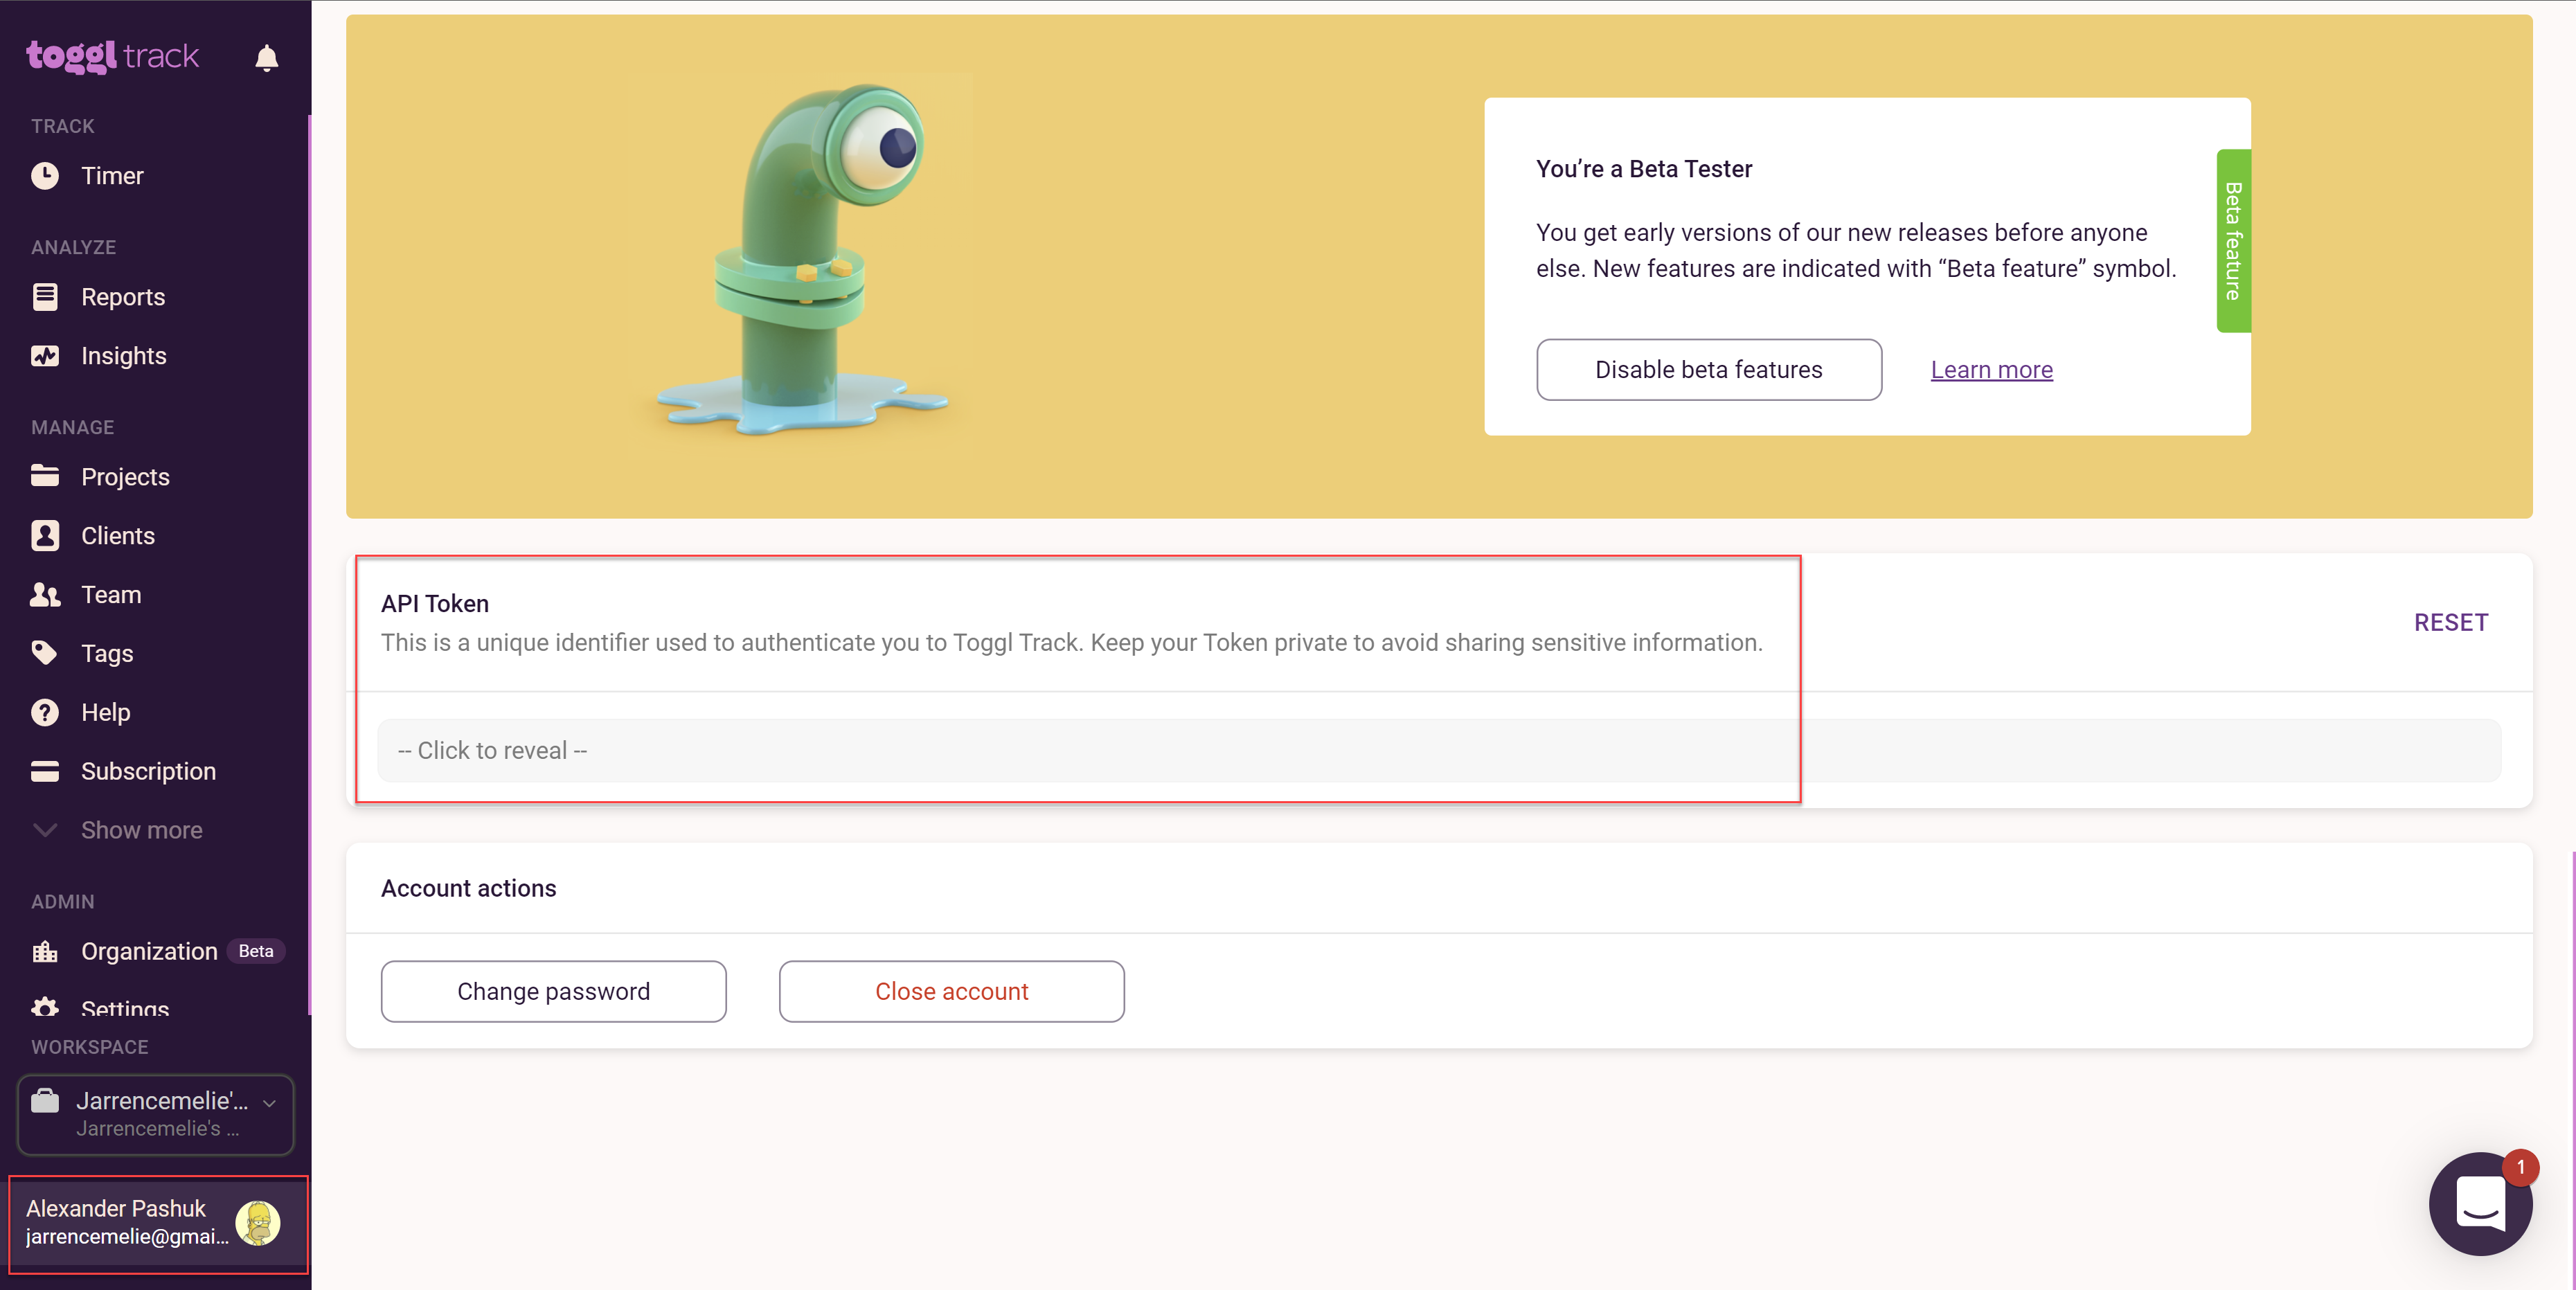 toggl track
TRACK
Timer
ANALYZE
Reports
Insights
MANAGE
Projects
Clients
Team
Tags
Help
Subscription
Show more
ADMIN
Organization Beta
Settings
WORKSPACE
Jarrencemelie'...
Jarrencemelie's ...
Alexander Pashuk
jarrencemelie@gmai...
You’re a Beta Tester
You get early versions of our new releases before anyone
else. New features are indicated with “Beta feature” symbol.
Disable beta features Learn more
Beta feature
API Token
This is a unique identifier used to authenticate you to Toggl Track. Keep your Token private to avoid sharing sensitive information.
RESET
-- Click to reveal --
Account actions
Change password Close account
1